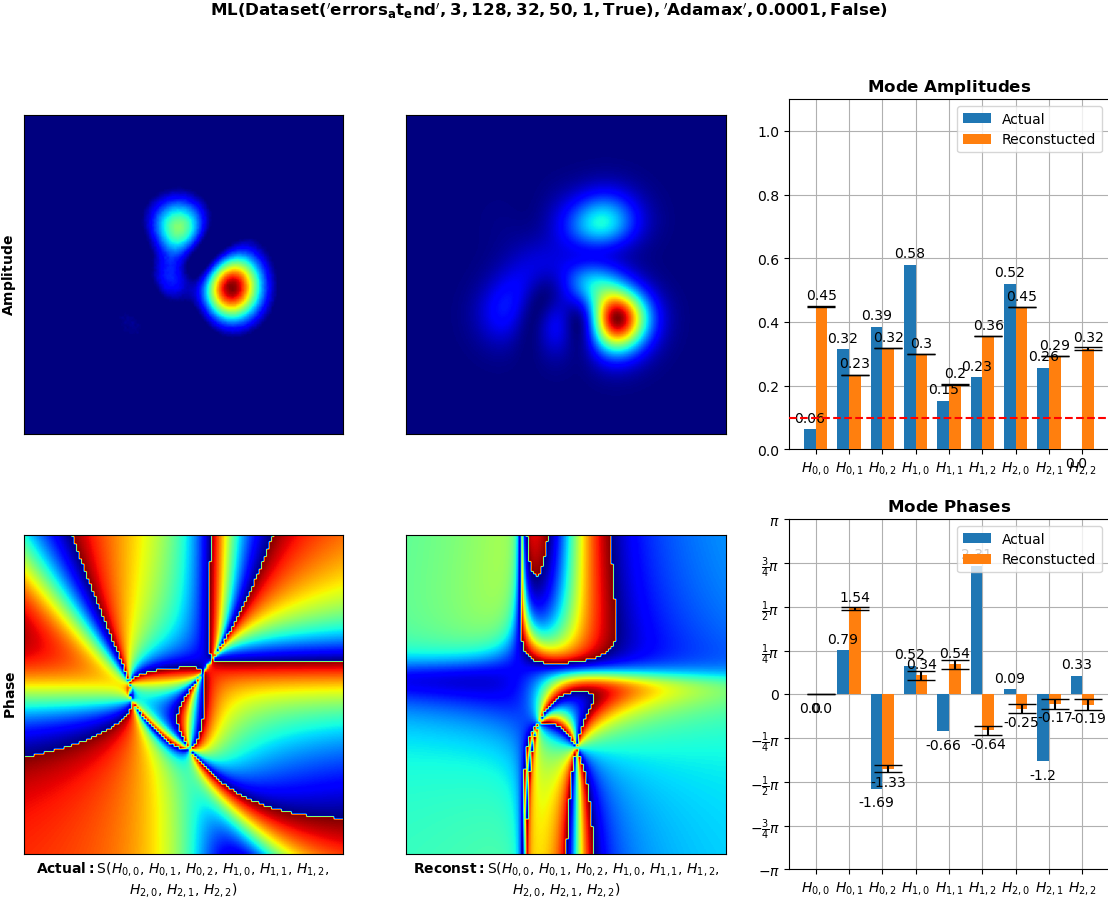 ML(Dataset('errors_at_end', 3, 128, 32, 50, 1, True), 'Adamax', 0.0001, False)
Amplitude
Mode Amplitudes
Actual
Reconstucted
1.0
0.8
0.6
0.4
0.2
0.0
0.06
0.45
0.32
0.23
0.39
0.32
0.58
0.3
0.15
0.2
0.23
0.36
0.52
0.45
0.26
0.29
0.0
0.32
H0,0 H0,1 H0,2 H1,0 H1,1 H1,2 H2,0 H2,1 H2,2
Phase
Actual: S(H0,0, H0,1, H0,2, H1,0, H1,1, H1,2,
H2,0, H2,1, H2,2)
Reconst: S(H0,0, H0,1, H0,2, H1,0, H1,1, H1,2,
H2,0, H2,1, H2,2)
Mode Phases
Actual
Reconstucted
π
3/4π
1/2π
1/4π
0
−1/4π
−1/2π
−3/4π
−π
0.0
0.0
0.79
1.54
-1.69
-1.33
0.52
0.34
-0.66
0.54
-0.64
0.09
-0.25
-1.2
-0.17
0.33
-0.19
H0,0 H0,1 H0,2 H1,0 H1,1 H1,2 H2,0 H2,1 H2,2